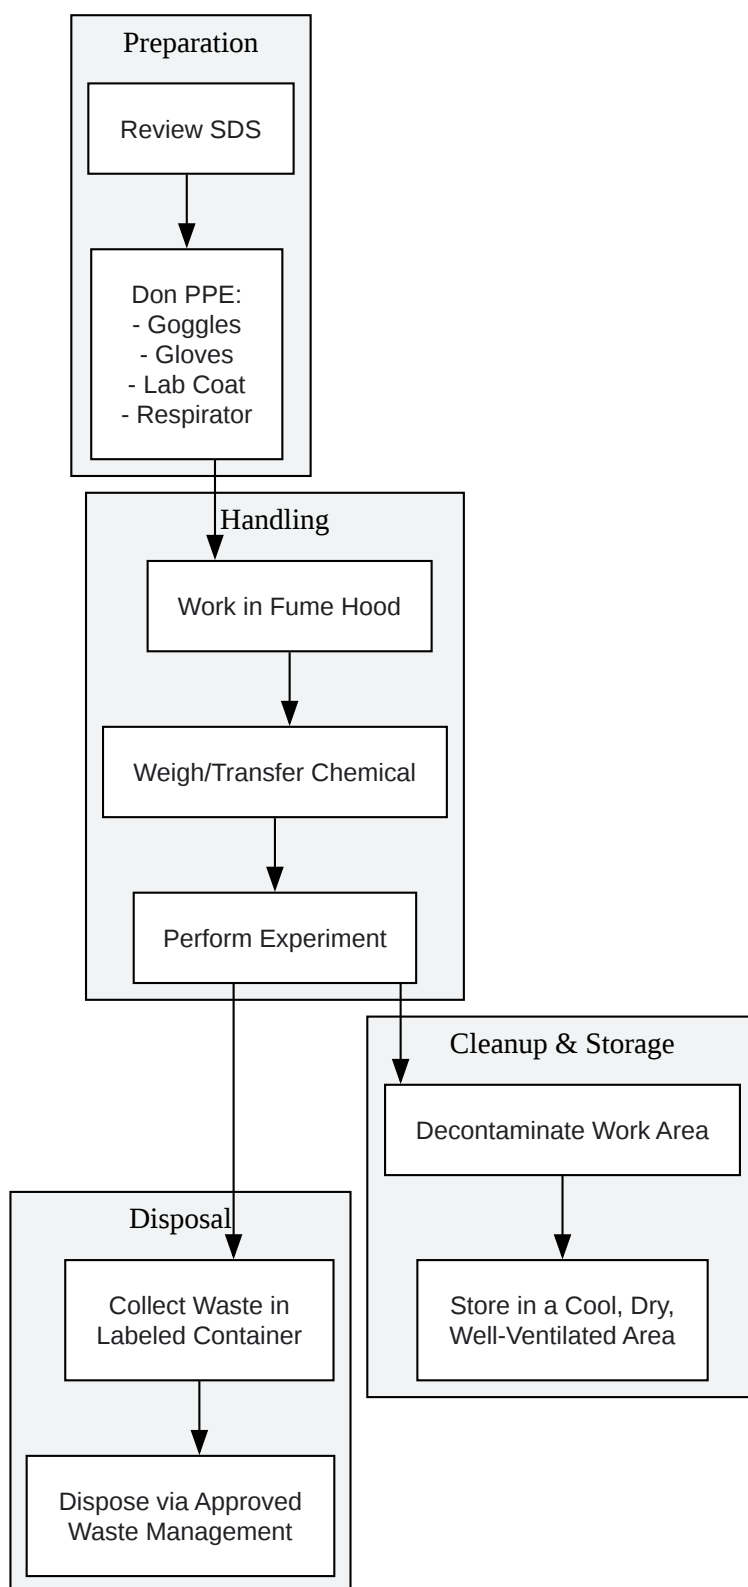 Preparation
Review SDS
Don PPE:
- Goggles
- Gloves
- Lab Coat
- Respirator
Handling
Work in Fume Hood
Weigh/Transfer Chemical
Perform Experiment
Cleanup & Storage
Decontaminate Work Area
Store in a Cool, Dry,
Well-Ventilated Area
Disposal
Collect Waste in
Labeled Container
Dispose via Approved
Waste Management